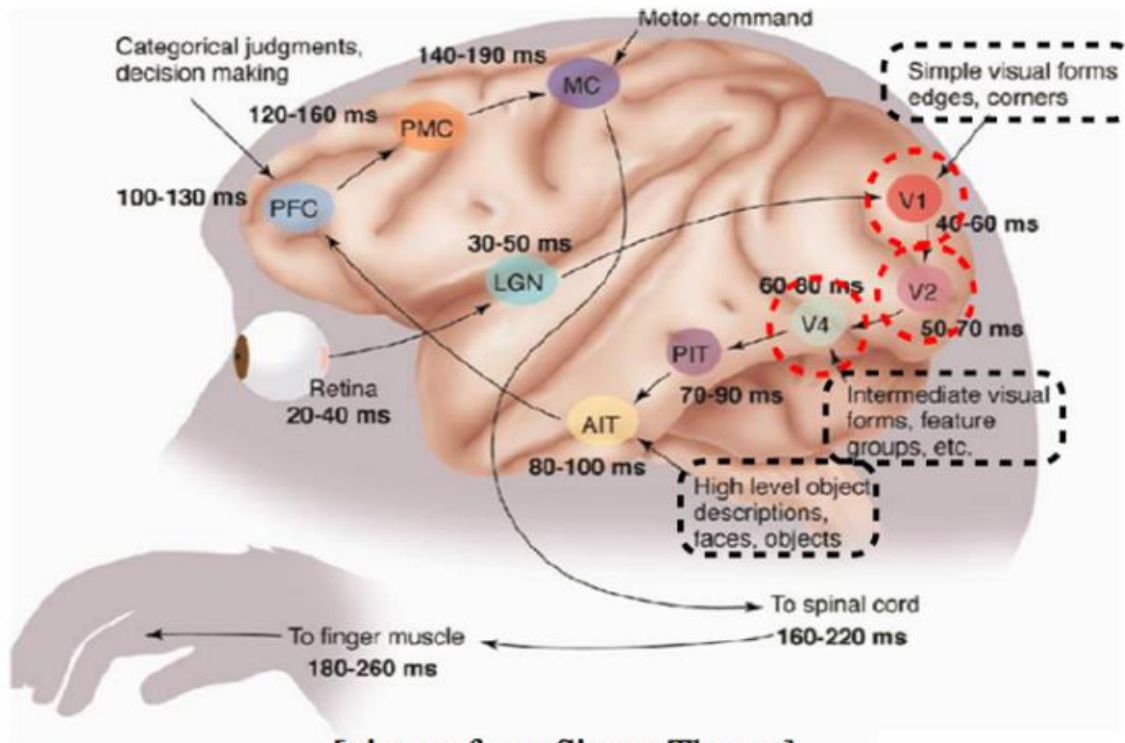 Motor command
Categorical judgments,
decision making
140-190 ms
MC
Simple visual forms
edges, corners
120-160 ms
PMC
100-130 ms
PFC
V1
40-60 ms
30-50 ms
LGN
60-80 ms
V2
V4
50-70 ms
PIT
Retina
20-40 ms
70-90 ms
Intermediate visual
forms, feature
groups, etc.
AIT
80-100 ms
High level object
descriptions,
faces, objects
To spinal cord
160-220 ms
To finger muscle
180-260 ms